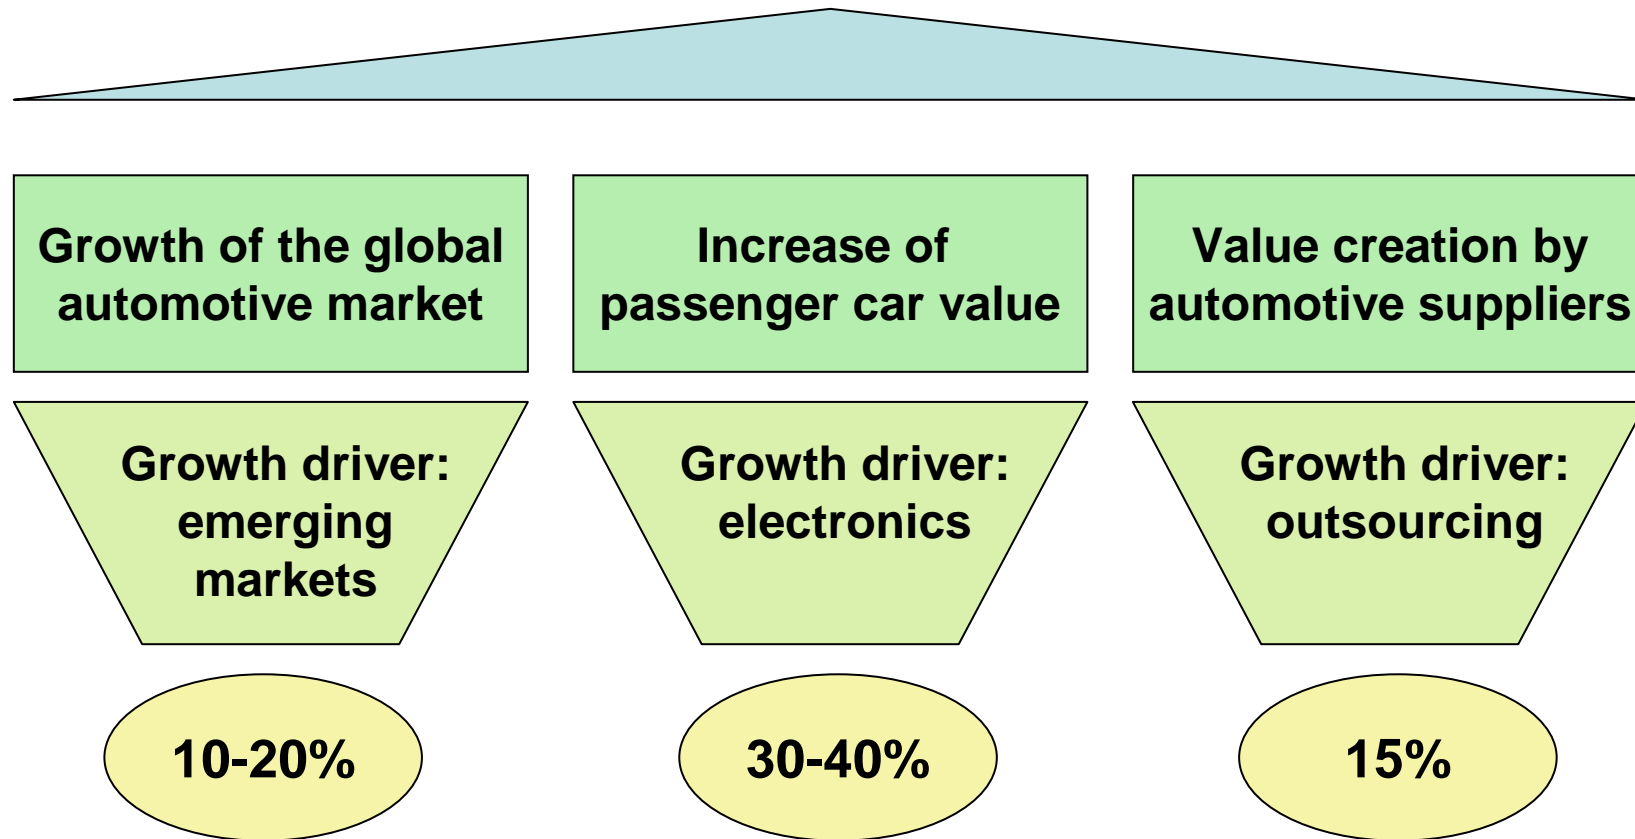 Growth of the global
automotive market
Increase of
passenger car value
Value creation by
automotive suppliers
Growth driver:
emerging
markets
Growth driver:
electronics
Growth driver:
outsourcing
10-20%
30-40%
15%